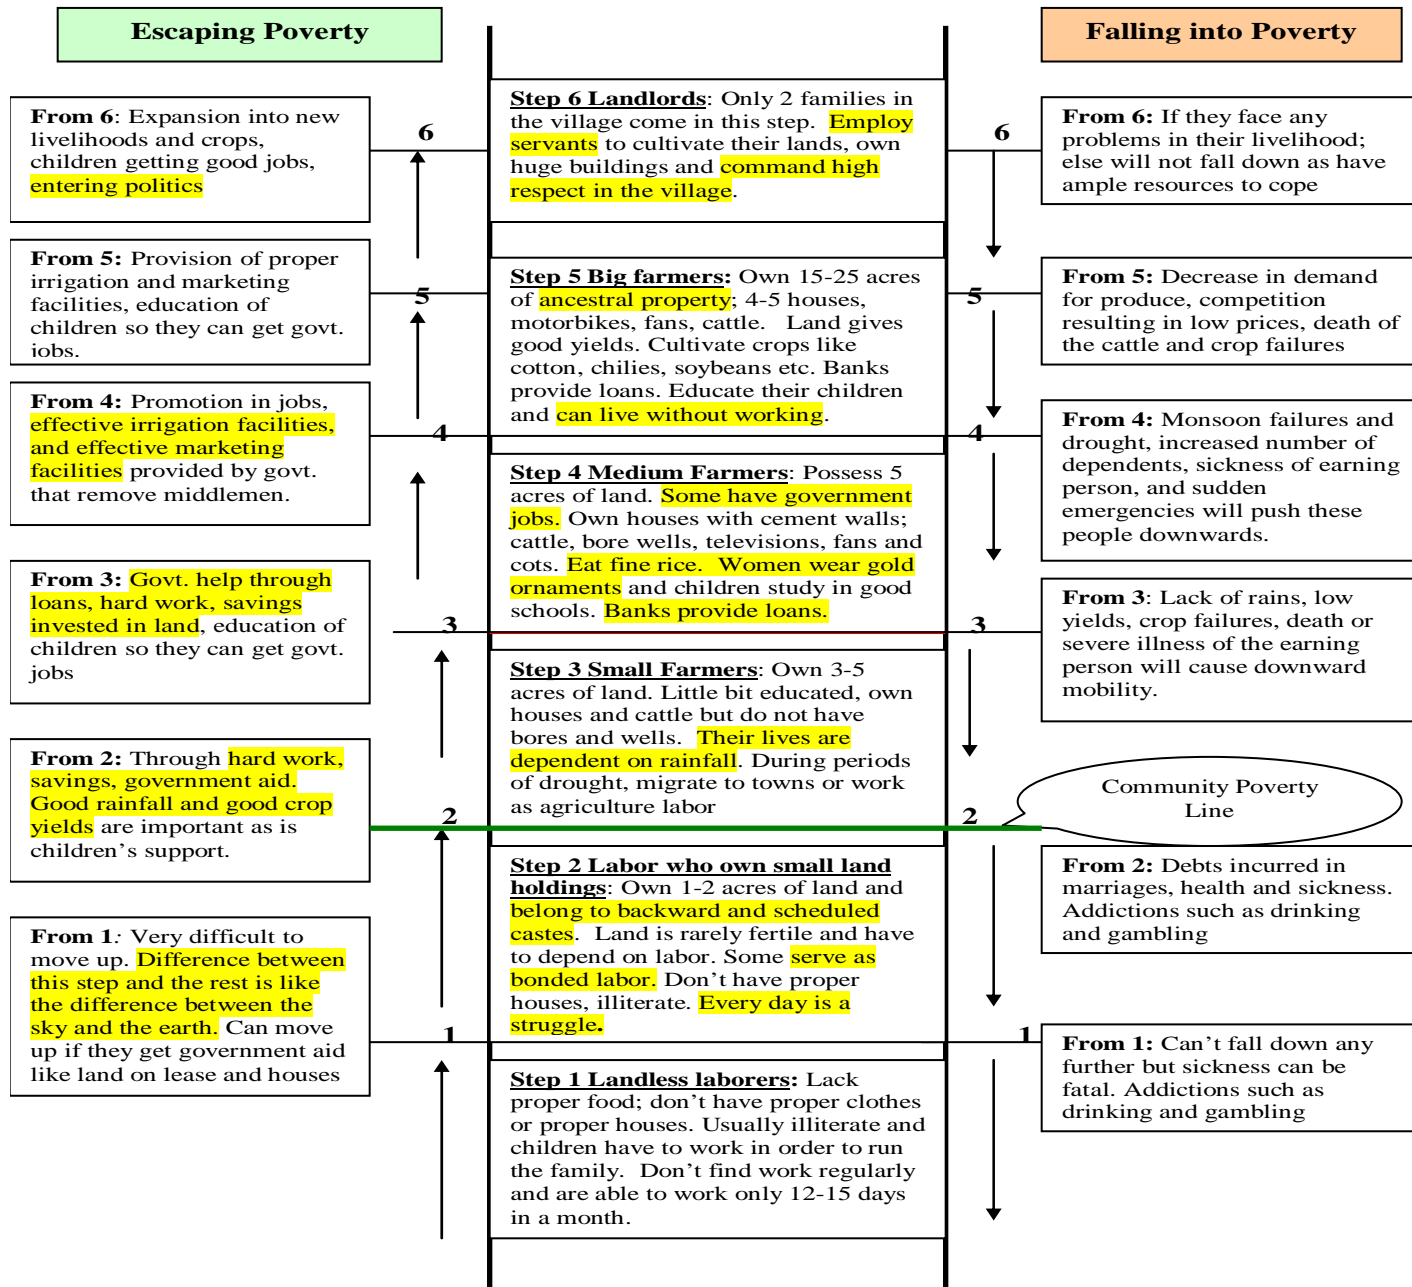 Escaping Poverty
Falling into Poverty
From 6: Expansion into new
livelihoods and crops,
children getting good jobs,
entering politics
6
Step 6 Landlords: Only 2 families in
the village come in this step. Employ
servants to cultivate their lands, own
huge buildings and command high
respect in the village.
6
From 6: If they face any
problems in their livelihood;
else will not fall down as have
ample resources to cope
From 5: Provision of proper
irrigation and marketing
facilities, education of
children so they can get govt.
jobs.
5
Step 5 Big farmers: Own 15-25 acres
of ancestral property; 4-5 houses,
motorbikes, fans, cattle. Land gives
good yields. Cultivate crops like
cotton, chilies, soybeans etc. Banks
provide loans. Educate their children
and can live without working.
5
From 5: Decrease in demand
for produce, competition
resulting in low prices, death of
the cattle and crop failures
From 4: Promotion in jobs,
effective irrigation facilities,
and effective marketing
facilities provided by govt.
that remove middlemen.
4
Step 4 Medium Farmers: Possess 5
acres of land. Some have government
jobs. Own houses with cement walls;
cattle, bore wells, televisions, fans and
cots. Eat fine rice. Women wear gold
ornaments and children study in good
schools. Banks provide loans.
4
From 4: Monsoon failures and
drought, increased number of
dependents, sickness of earning
person, and sudden
emergencies will push these
people downwards.
From 3: Govt. help through
loans, hard work, savings
invested in land, education of
children so they can get govt.
jobs
3
Step 3 Small Farmers: Own 3-5
acres of land. Little bit educated, own
houses and cattle but do not have
bores and wells. Their lives are
dependent on rainfall. During periods
of drought, migrate to towns or work
as agriculture labor
3
From 3: Lack of rains, low
yields, crop failures, death or
severe illness of the earning
person will cause downward
mobility.
From 2: Through hard work,
savings, government aid.
Good rainfall and good crop
yields are important as is
children's support.
2
Step 2 Labor who own small land
holdings: Own 1-2 acres of land and
belong to backward and scheduled
castes. Land is rarely fertile and have
to depend on labor. Some serve as
bonded labor. Don't have proper
houses, illiterate. Every day is a
struggle.
2
Community Poverty
Line
From 2: Debts incurred in
marriages, health and sickness.
Addictions such as drinking
and gambling
From 1: Very difficult to
move up. Difference between
this step and the rest is like
the difference between the
sky and the earth. Can move
up if they get government aid
like land on lease and houses
1
Step 1 Landless laborers: Lack
proper food; don't have proper clothes
or proper houses. Usually illiterate and
children have to work in order to run
the family. Don't find work regularly
and are able to work only 12-15 days
in a month.
1
From 1: Can't fall down any
further but sickness can be
fatal. Addictions such as
drinking and gambling